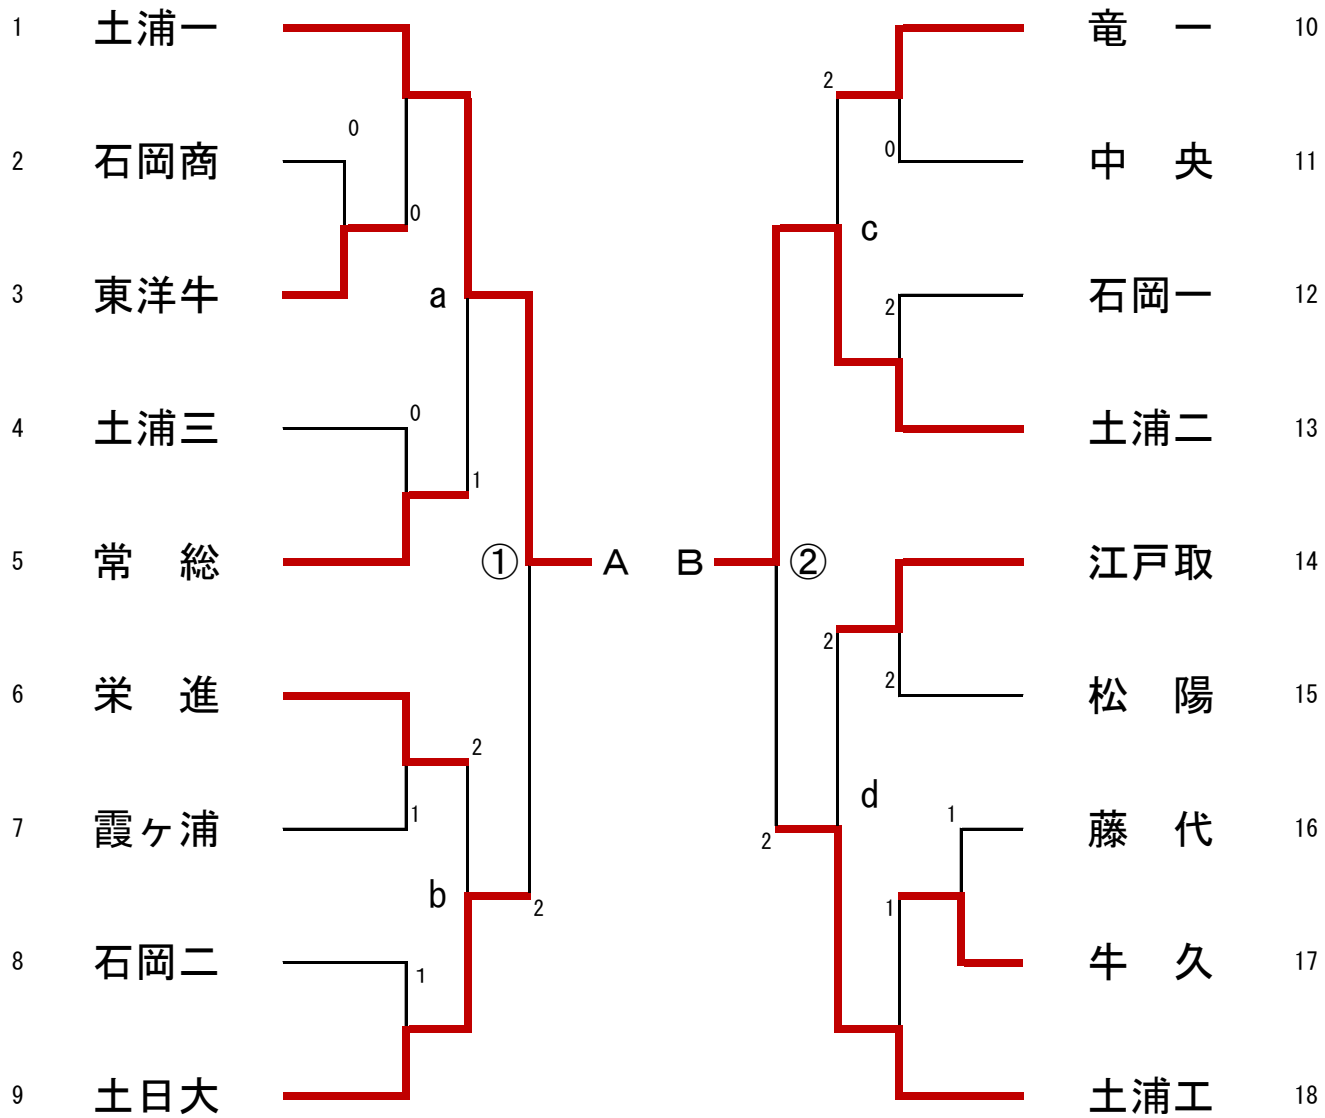 1 土浦一
2 石岡商
3 東洋牛
4 土浦三
5 常 総
6 栄 進
7 霞ヶ浦
8 石岡二
9 土日大
0
0
a
0
1
① A
2
1
b
2
1
竜 一 10
中 央 11
石岡一 12
土浦二 13
江戸取 14
松 陽 15
藤 代 16
牛 久 17
土浦工 18
2
0
c
2
B ②
2
2
d
1
2
1